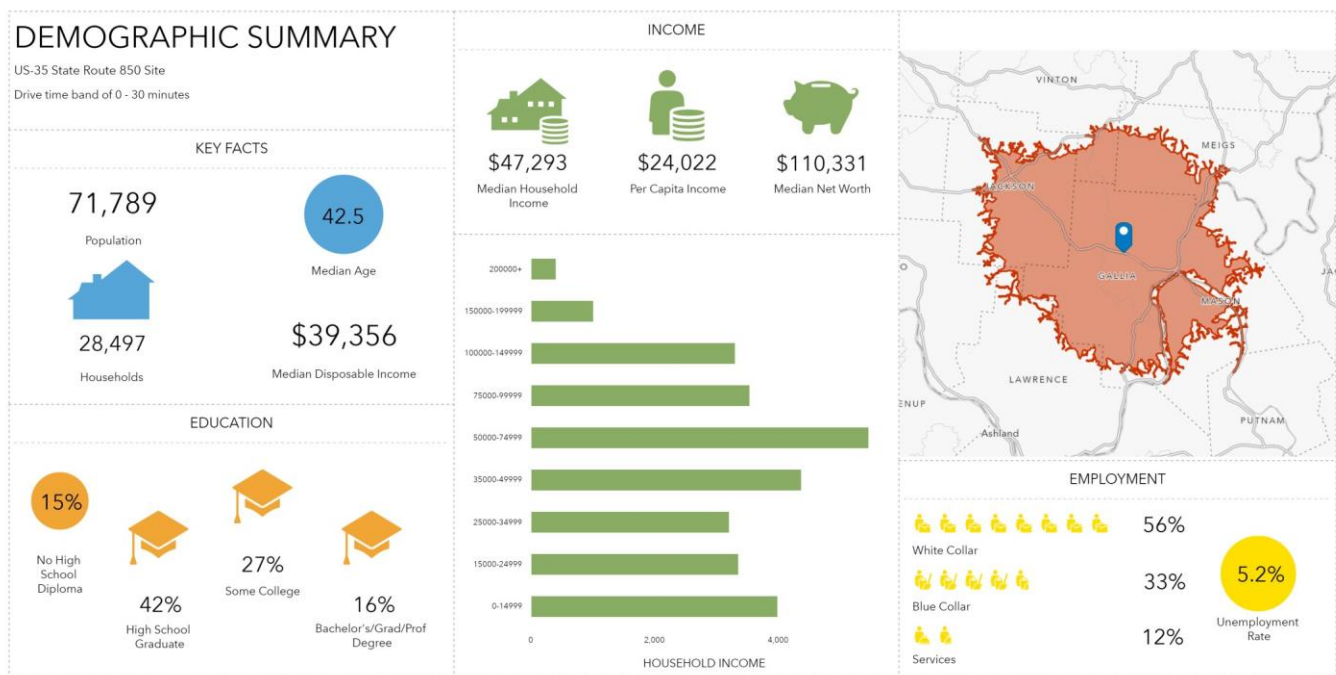 DEMOGRAPHIC SUMMARY
US-35 State Route 850 Site
Drive time band of 0 - 30 minutes
KEY FACTS
71,789
Population
42.5
Median Age
28,497
Households
$39,356
Median Disposable Income
EDUCATION
15%
No High
School
Diploma
42%
High School
Graduate
27%
Some College
16%
Bachelor's/Grad/Prof
Degree
INCOME
$47,293
Median Household
Income
$24,022
Per Capita Income
$110,331
Median Net Worth
200000+
150000-199999
100000-149999
75000-99999
50000-74999
35000-49999
25000-34999
15000-24999
0-14999
0
2,000
4,000
HOUSEHOLD INCOME
VINTON
MEIGS
JACKSON
GALLIA
MASON
O
JA
LAWRENCE
ENUP
PUTNAM
Ashland
EMPLOYMENT
56%
White Collar
33%
Blue Collar
12%
Services
5.2%
Unemployment
Rate